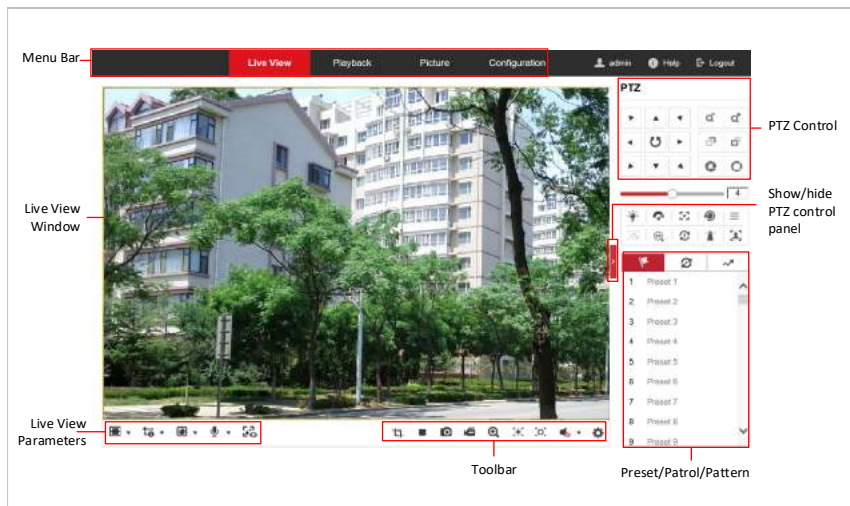 Menu Bar
Live View
Playback
Picture
Configuration
admin
Help
Logout
PTZ
PTZ Control
4
Show/hide
PTZ control
panel
Live View
Window
1 Preset 1
2 Preset 2
3 Preset 3
4 Preset 4
5 Preset 5
6 Preset 6
7 Preset 7
8 Preset 8
9 Preset 9
Live View
Parameters
Toolbar
Preset/Patrol/Pattern